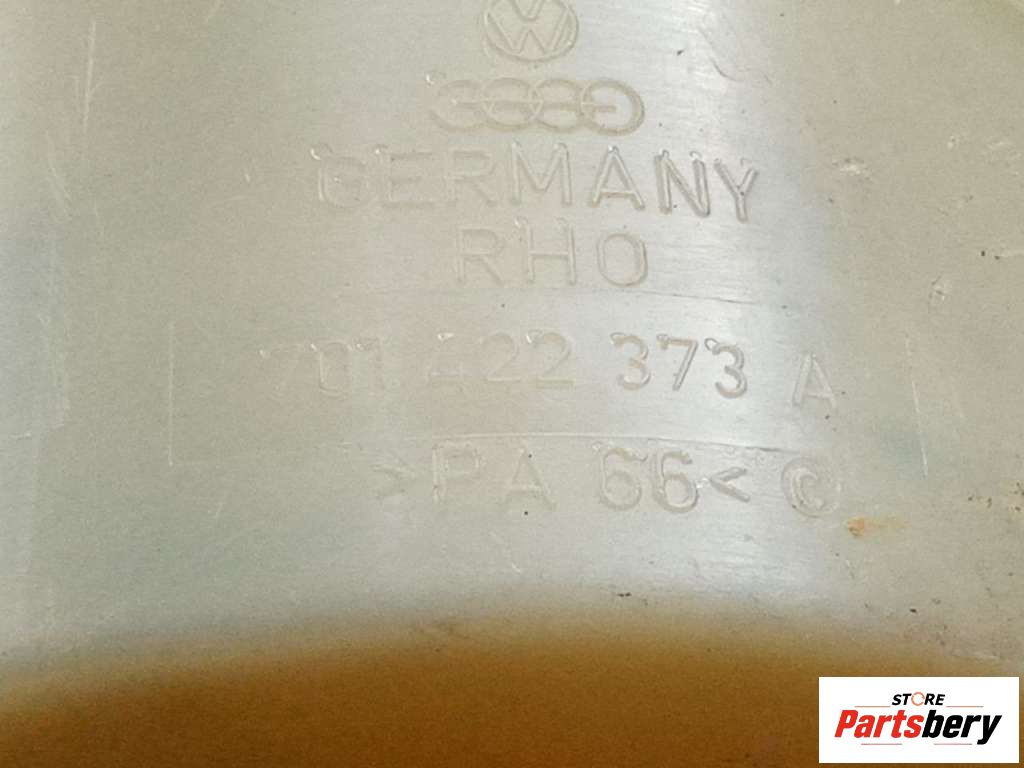 GERMANY
RHO
701 422 373 A
>PA 66< ©
STORE
Partsbery